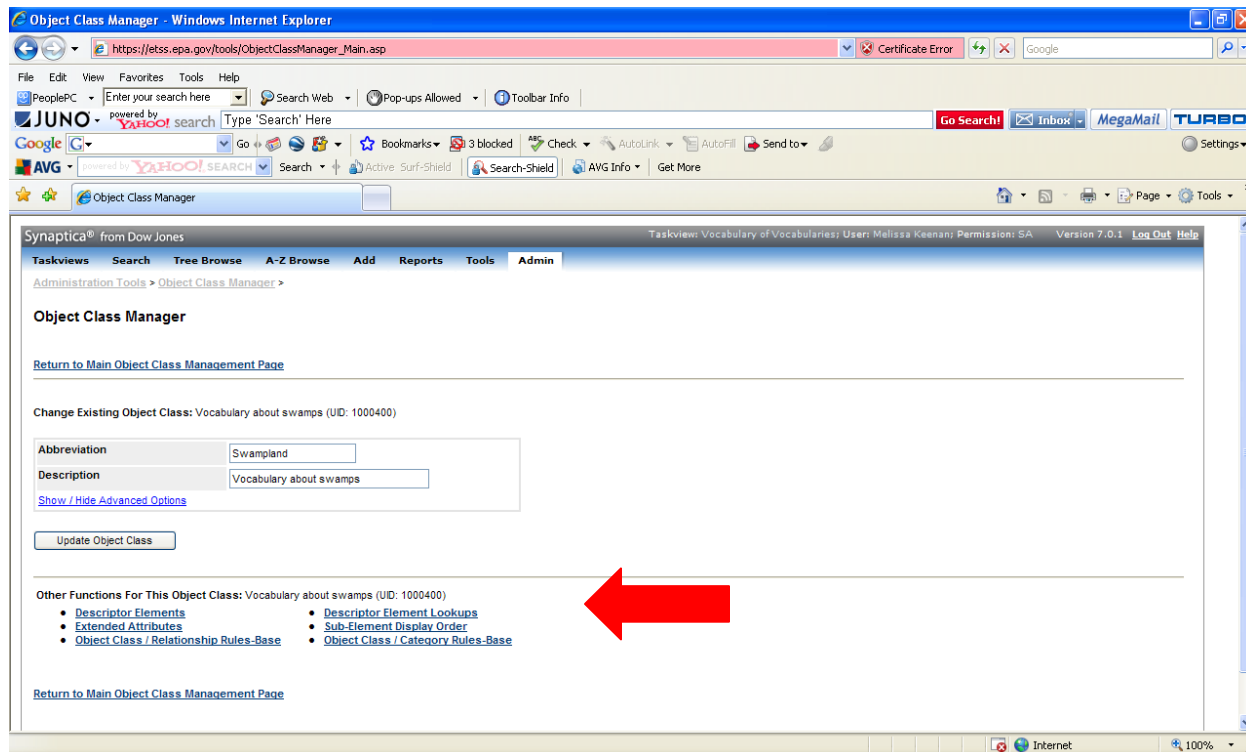 Object Class Manager - Windows Internet Explorer
https://etss.epa.gov/tools/ObjectClassManager_Main.asp Certificate Error Google
File Edit View Favorites Tools Help
PeoplePC Enter your search here Search Web Pop-ups Allowed Toolbar Info
JUNO powered by YAHOO! search Type 'Search' Here Go Search! Inbox MegaMail TURBO
Google G Go Bookmarks 3 blocked ABC Check AutoLink AutoFill Send to Settings
AVG powered by YAHOO! SEARCH Search Active Surf-Shield Search-Shield AVG Info Get More
Object Class Manager Page Tools
Synaptica® from Dow Jones Taskview: Vocabulary of Vocabularies; User: Melissa Keenan; Permission: SA Version 7.0.1 Log Out Help
Taskviews Search Tree Browse A-Z Browse Add Reports Tools Admin
Administration Tools > Object Class Manager >
Object Class Manager
Return to Main Object Class Management Page
Change Existing Object Class: Vocabulary about swamps (UID: 1000400)
Abbreviation Swampland
Description Vocabulary about swamps
Show / Hide Advanced Options
Update Object Class
Other Functions For This Object Class: Vocabulary about swamps (UID: 1000400)
• Descriptor Elements • Descriptor Element Lookups
• Extended Attributes • Sub-Element Display Order
• Object Class / Relationship Rules-Base • Object Class / Category Rules-Base
Return to Main Object Class Management Page
Internet 100%